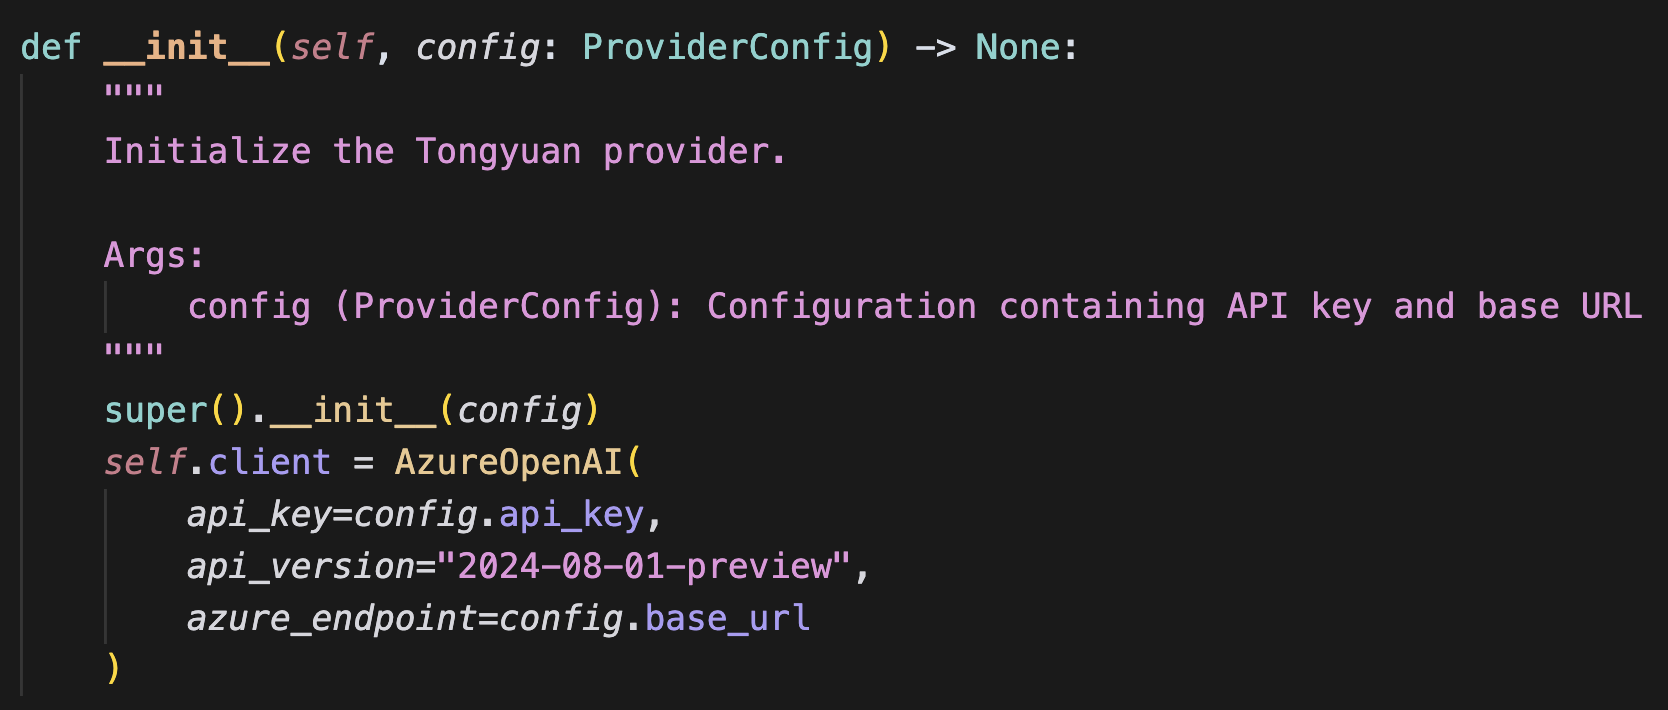 def __init__(self, config: ProviderConfig) -> None:
    """
    Initialize the Tongyuan provider.

    Args:
        config (ProviderConfig): Configuration containing API key and base URL
    """
    super().__init__(config)
    self.client = AzureOpenAI(
        api_key=config.api_key,
        api_version="2024-08-01-preview",
        azure_endpoint=config.base_url
    )